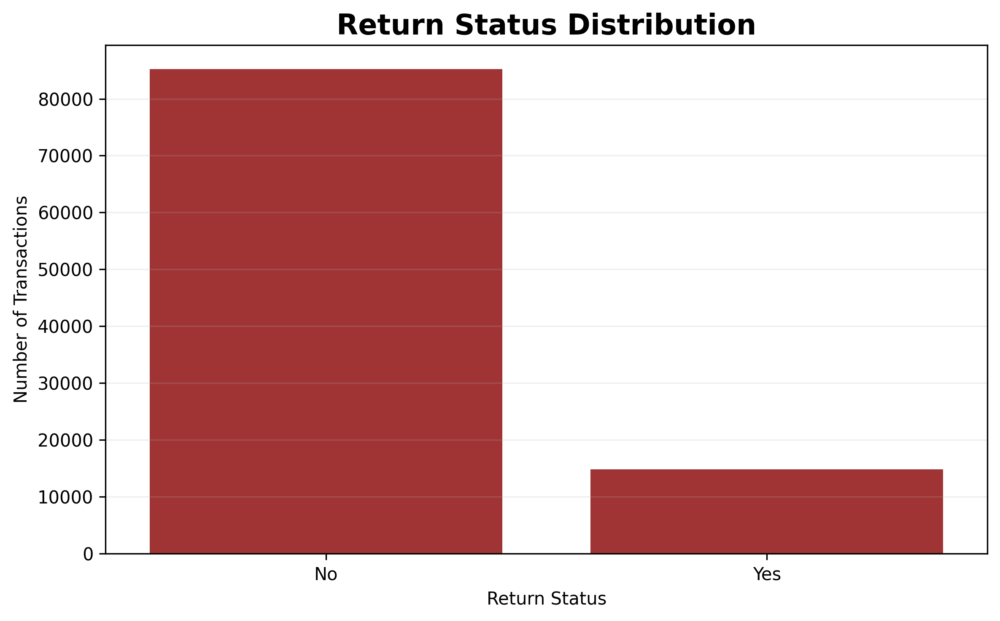 Return Status Distribution
Number of Transactions
80000
70000
60000
50000
40000
30000
20000
10000
0
No
Yes
Return Status